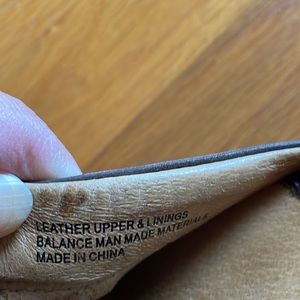 LEATHER UPPER & LININGS
BALANCE MAN MADE MATERIALS
MADE IN CHINA